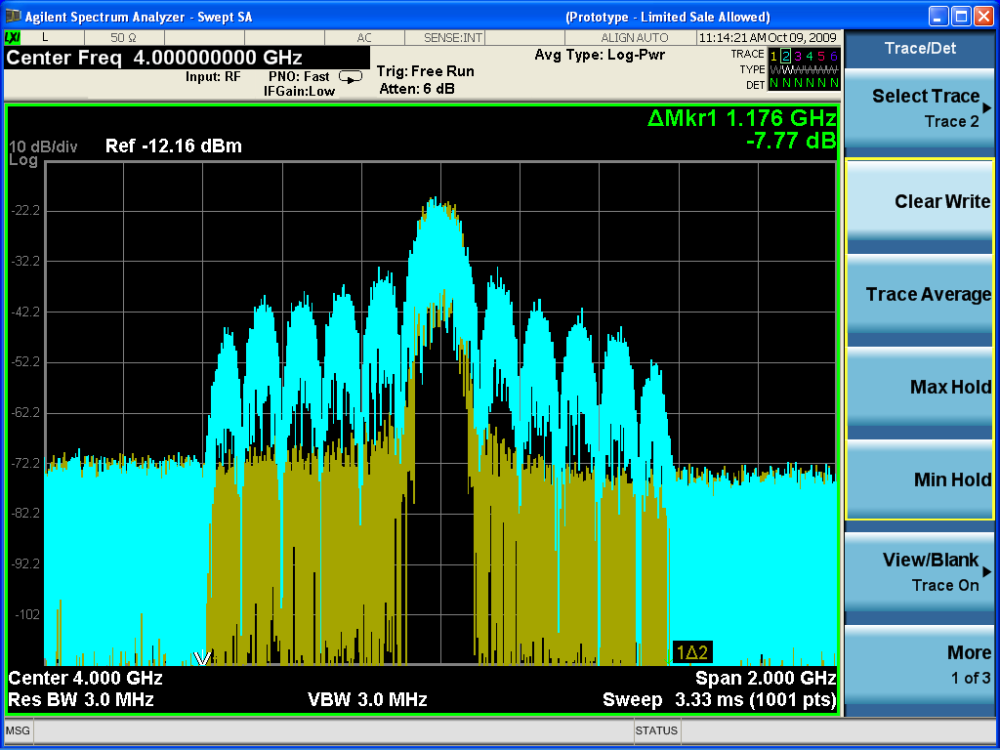 Agilent Spectrum Analyzer - Swept SA (Prototype - Limited Sale Allowed)
LXI L 50 Ω AC SENSE:INT ALIGN AUTO 11:14:21 AM Oct 09, 2009
Center Freq 4.000000000 GHz
Input: RF PNO: Fast
IFGain:Low
Trig: Free Run
Atten: 6 dB
Avg Type: Log-Pwr
TRACE 1 2 3 4 5 6
TYPE W W W W W W
DET N N N N N N
ΔMkr1 1.176 GHz
-7.77 dB
10 dB/div Ref -12.16 dBm
Log
-22.2
-32.2
-42.2
-52.2
-62.2
-72.2
-82.2
-92.2
-102
1Δ2
Center 4.000 GHz Span 2.000 GHz
Res BW 3.0 MHz VBW 3.0 MHz Sweep 3.33 ms (1001 pts)
MSG STATUS
Trace/Det
Select Trace
Trace 2
Clear Write
Trace Average
Max Hold
Min Hold
View/Blank
Trace On
More
1 of 3